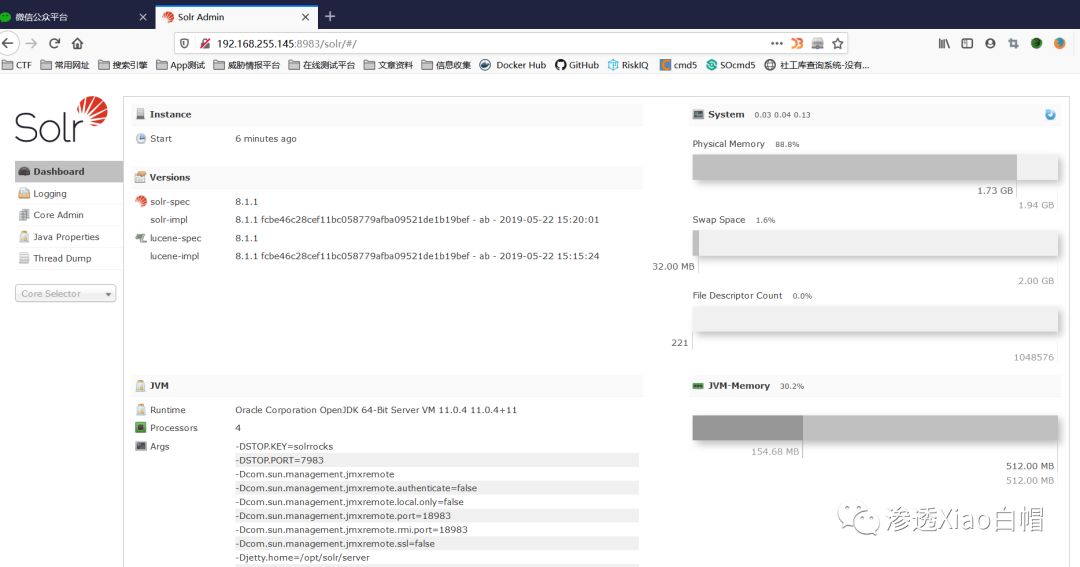 微信公众平台
Solr Admin
192.168.255.145:8983/solr/#/
CTF 常用网址 搜索引擎 App测试 威胁情报平台 在线测试平台 文章资料 信息收集 Docker Hub GitHub RiskIQ cmd5 SOcmd5 社工库查询系统-没有...
Solr
Dashboard
Logging
Core Admin
Java Properties
Thread Dump
Core Selector
Instance
Start 6 minutes ago
Versions
solr-spec 8.1.1
solr-impl 8.1.1 fcbe46c28cef11bc058779afba09521de1b19bef - ab - 2019-05-22 15:20:01
lucene-spec 8.1.1
lucene-impl 8.1.1 fcbe46c28cef11bc058779afba09521de1b19bef - ab - 2019-05-22 15:15:24
JVM
Runtime Oracle Corporation OpenJDK 64-Bit Server VM 11.0.4 11.0.4+11
Processors 4
Args -DSTOP.KEY=solrrocks
-DSTOP.PORT=7983
-Dcom.sun.management.jmxremote
-Dcom.sun.management.jmxremote.authenticate=false
-Dcom.sun.management.jmxremote.local.only=false
-Dcom.sun.management.jmxremote.port=18983
-Dcom.sun.management.jmxremote.rmi.port=18983
-Dcom.sun.management.jmxremote.ssl=false
-Djetty.home=/opt/solr/server
System 0.03 0.04 0.13
Physical Memory 88.8%
1.73 GB
1.94 GB
Swap Space 1.6%
32.00 MB
2.00 GB
File Descriptor Count 0.0%
221
1048576
JVM-Memory 30.2%
154.68 MB
512.00 MB
512.00 MB
渗透Xiao白帽